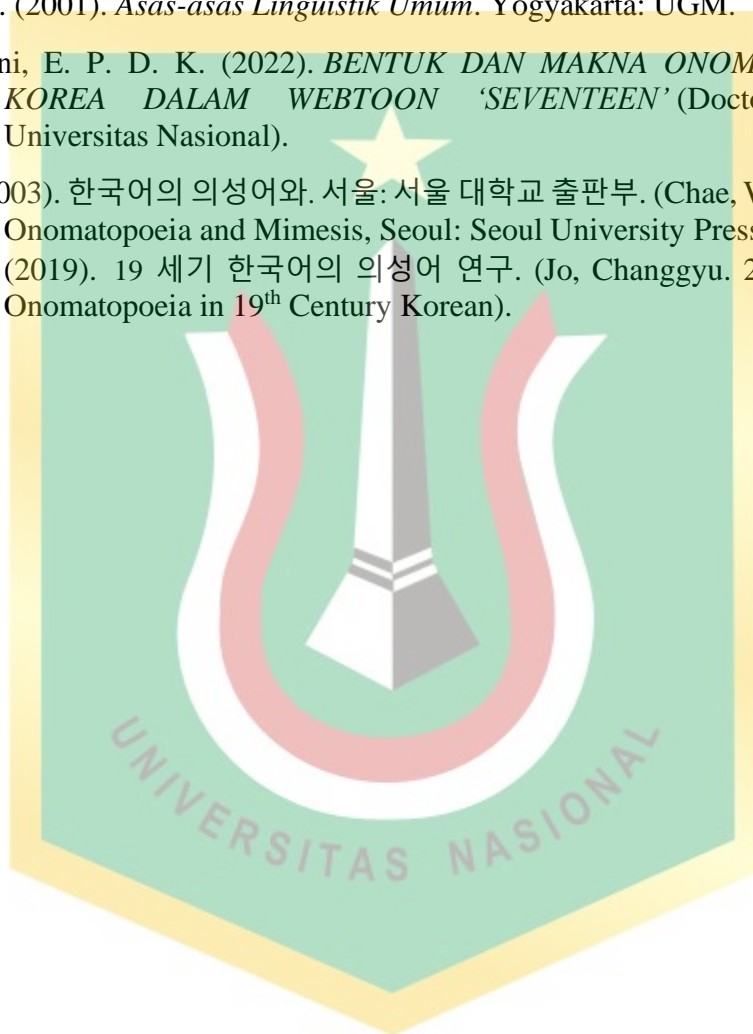 . (2001). Asas-asas Linguistik Umum. Yogyakarta: UGM.
ni, E. P. D. K. (2022). BENTUK DAN MAKNA ONOM
KOREA DALAM WEBTOON ‘SEVENTEEN’ (Docto
Universitas Nasional).
003). 한국어의 의성어와. 서울: 서울 대학교 출판부. (Chae, W
Onomatopoeia and Mimesis, Seoul: Seoul University Press
(2019). 19 세기 한국어의 의성어 연구. (Jo, Changgyu. 2
Onomatopoeia in 19th Century Korean).
UNIVERSITAS NASIONAL